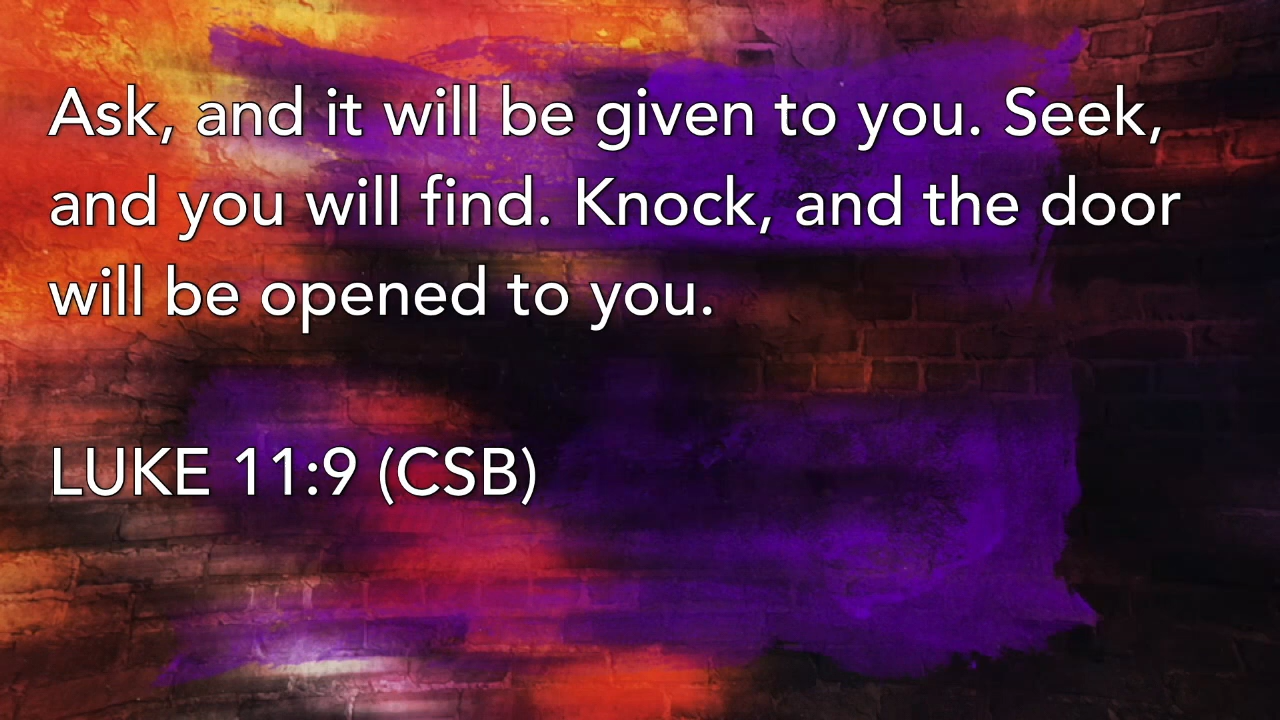 Ask, and it will be given to you. Seek,
and you will find. Knock, and the door
will be opened to you.
LUKE 11:9 (CSB)